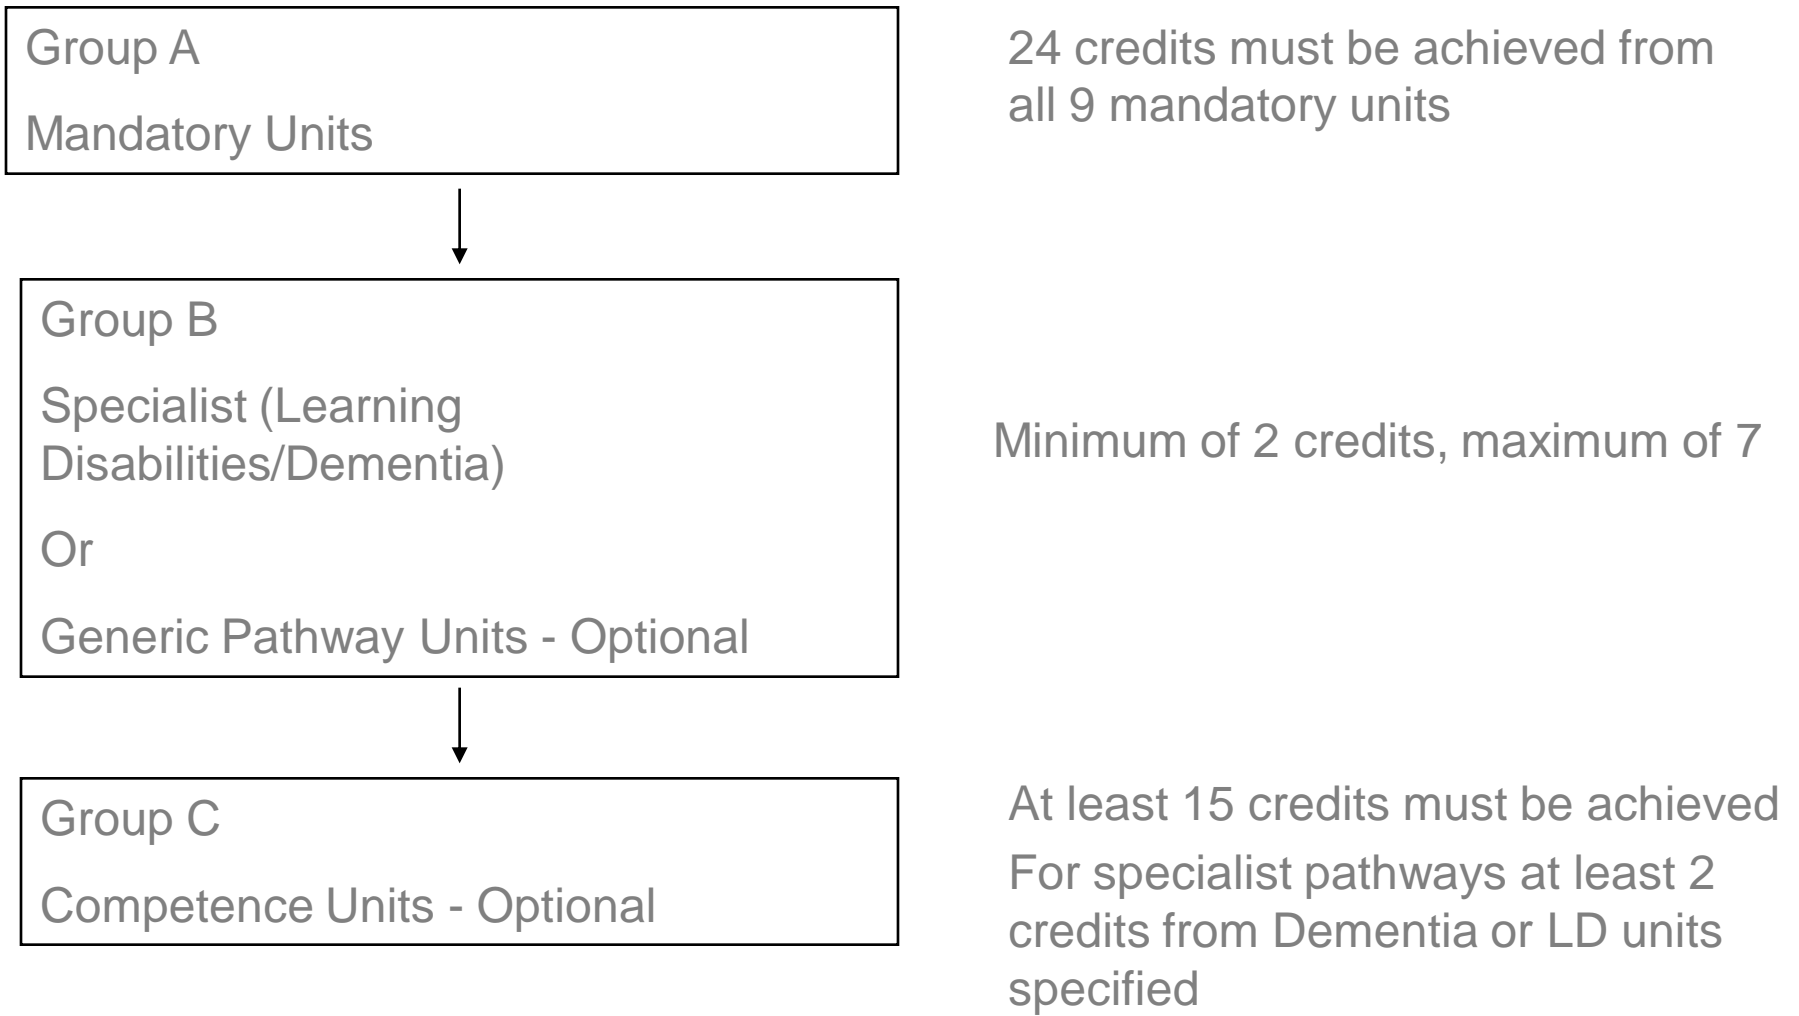 Group A
Mandatory Units
24 credits must be achieved from
all 9 mandatory units
Group B
Specialist (Learning
Disabilities/Dementia)
Or
Generic Pathway Units - Optional
Minimum of 2 credits, maximum of 7
Group C
Competence Units - Optional
At least 15 credits must be achieved
For specialist pathways at least 2
credits from Dementia or LD units
specified